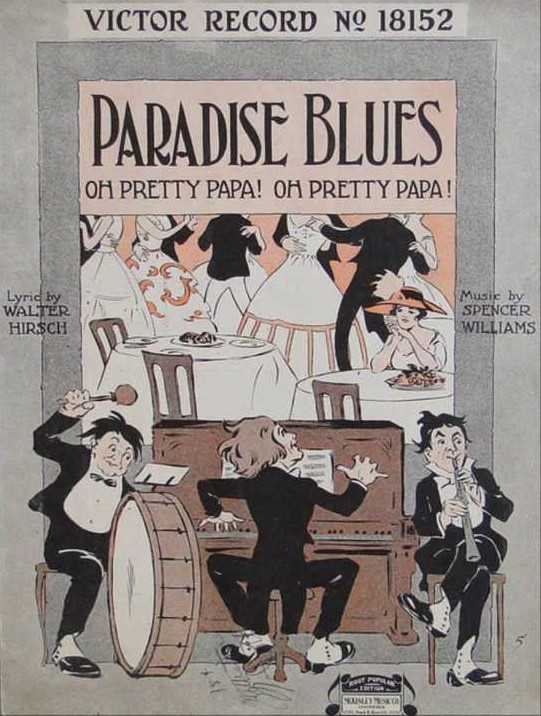 VICTOR RECORD NO 18152
PARADISE BLUES
OH PRETTY PAPA! OH PRETTY PAPA!
Lyric by
WALTER
HIRSCH
Music by
SPENCER
WILLIAMS
5
MOST POPULAR
EDITION
MCKINLEY MUSIC CO.